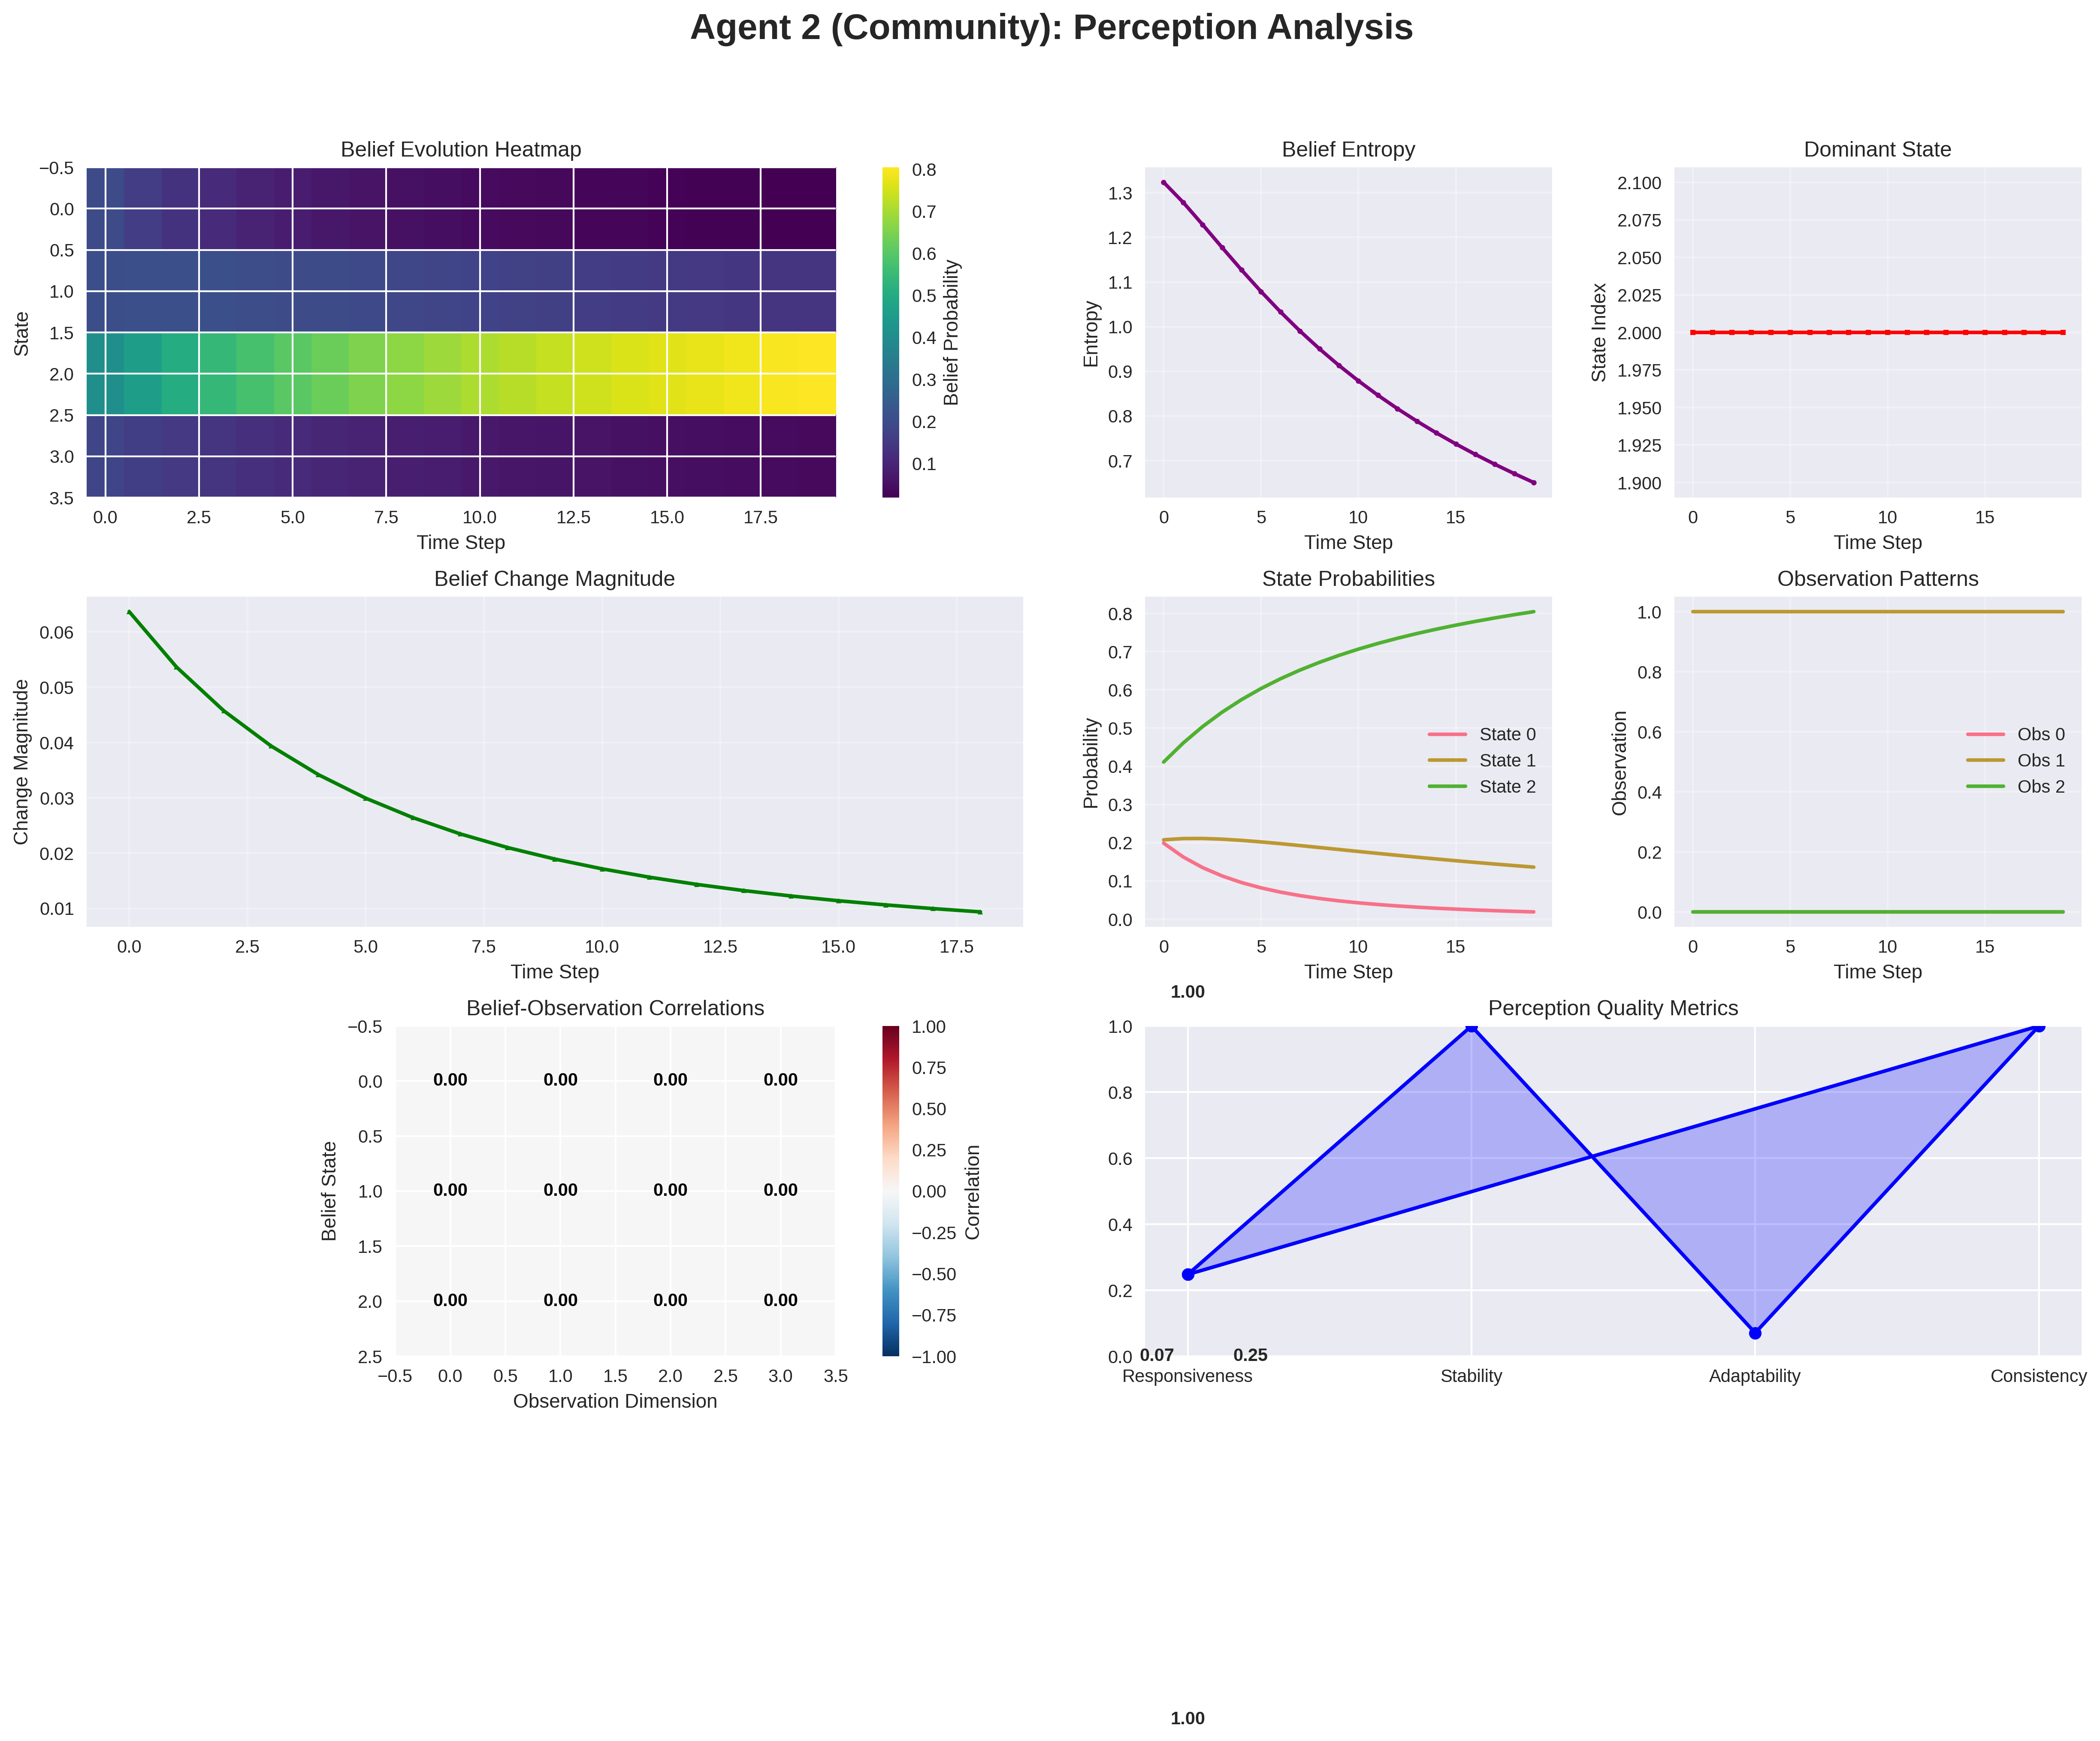 Agent 2 (Community): Perception Analysis
Belief Evolution Heatmap
State
−0.5
0.0
0.5
1.0
1.5
2.0
2.5
3.0
3.5
0.0 2.5 5.0 7.5 10.0 12.5 15.0 17.5
Time Step
0.8
0.7
0.6
0.5
0.4
0.3
0.2
0.1
Belief Probability
Belief Entropy
Entropy
1.3
1.2
1.1
1.0
0.9
0.8
0.7
0 5 10 15
Time Step
Dominant State
State Index
2.100
2.075
2.050
2.025
2.000
1.975
1.950
1.925
1.900
0 5 10 15
Time Step
Belief Change Magnitude
Change Magnitude
0.06
0.05
0.04
0.03
0.02
0.01
0.0 2.5 5.0 7.5 10.0 12.5 15.0 17.5
Time Step
State Probabilities
Probability
0.8
0.7
0.6
0.5
0.4
0.3
0.2
0.1
0.0
State 0
State 1
State 2
0 5 10 15
Time Step
Observation Patterns
Observation
1.0
0.8
0.6
0.4
0.2
0.0
Obs 0
Obs 1
Obs 2
0 5 10 15
Time Step
Belief-Observation Correlations
Belief State
−0.5
0.0
0.5
1.0
1.5
2.0
2.5
0.00 0.00 0.00 0.00
0.00 0.00 0.00 0.00
0.00 0.00 0.00 0.00
−0.5 0.0 0.5 1.0 1.5 2.0 2.5 3.0 3.5
Observation Dimension
1.00
0.75
0.50
0.25
0.00
−0.25
−0.50
−0.75
−1.00
Correlation
1.00
Perception Quality Metrics
1.0
0.8
0.6
0.4
0.2
0.0
0.07 0.25
Responsiveness Stability Adaptability Consistency
1.00